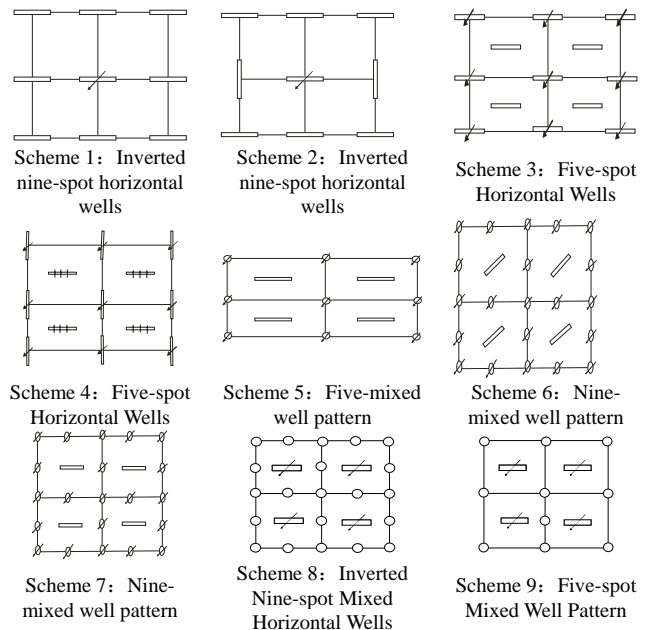 Scheme 1：Inverted
nine-spot horizontal
wells
Scheme 2：Inverted
nine-spot horizontal
wells
Scheme 3：Five-spot
Horizontal Wells
Scheme 4：Five-spot
Horizontal Wells
Scheme 5：Five-mixed
well pattern
Scheme 6：Nine-
mixed well pattern
Scheme 7：Nine-
mixed well pattern
Scheme 8：Inverted
Nine-spot Mixed
Horizontal Wells
Scheme 9：Five-spot
Mixed Well Pattern